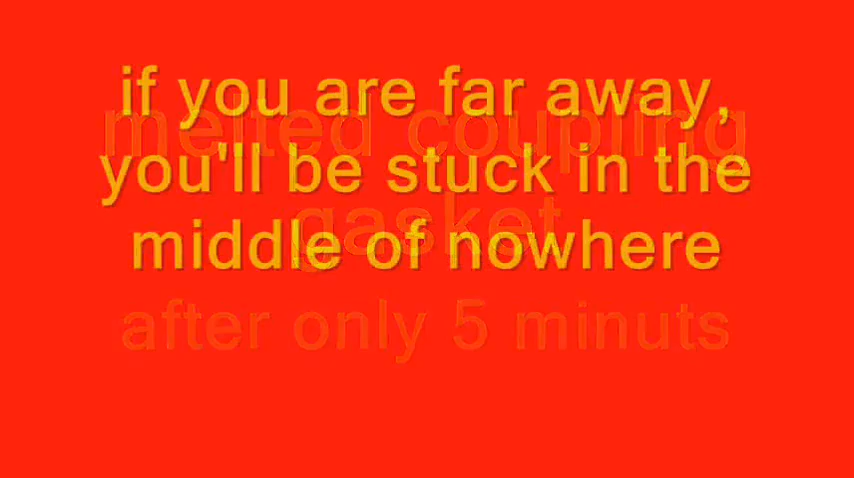 if you are far away,
melted coupling
you'll be stuck in the
gasket
middle of nowhere
after only 5 minuts